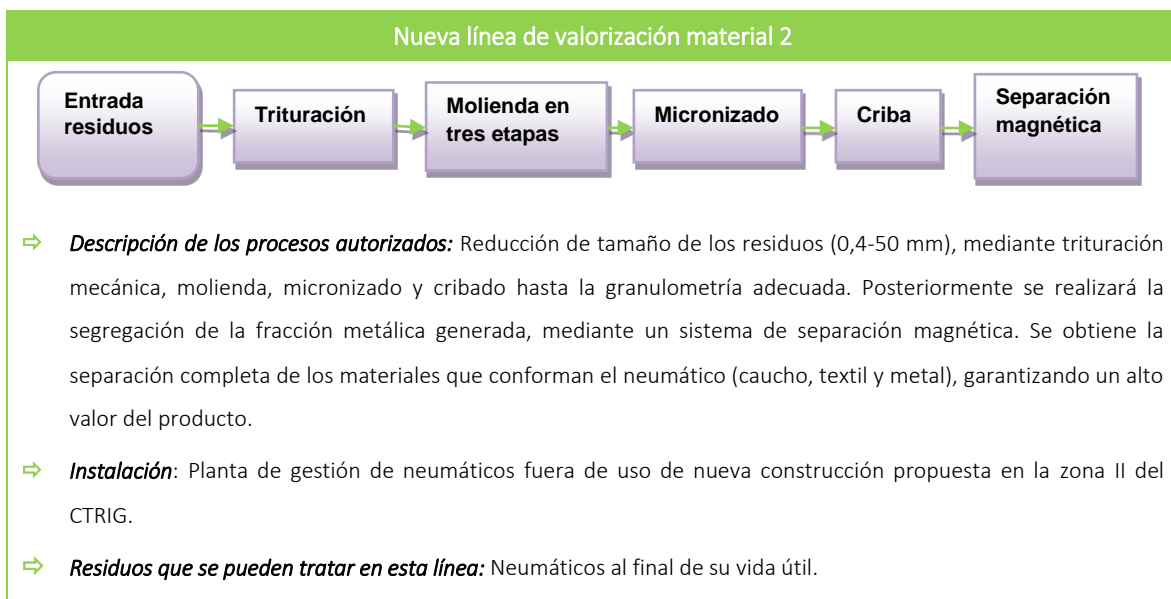 Nueva línea de valorización material 2
Entrada
residuos
Trituración
Molienda en
tres etapas
Micronizado
Criba
Separación
magnética
Descripción de los procesos autorizados: Reducción de tamaño de los residuos (0,4-50 mm), mediante trituración
mecánica, molienda, micronizado y cribado hasta la granulometría adecuada. Posteriormente se realizará la
segregación de la fracción metálica generada, mediante un sistema de separación magnética. Se obtiene la
separación completa de los materiales que conforman el neumático (caucho, textil y metal), garantizando un alto
valor del producto.
Instalación: Planta de gestión de neumáticos fuera de uso de nueva construcción propuesta en la zona II del
CTRIG.
Residuos que se pueden tratar en esta línea: Neumáticos al final de su vida útil.